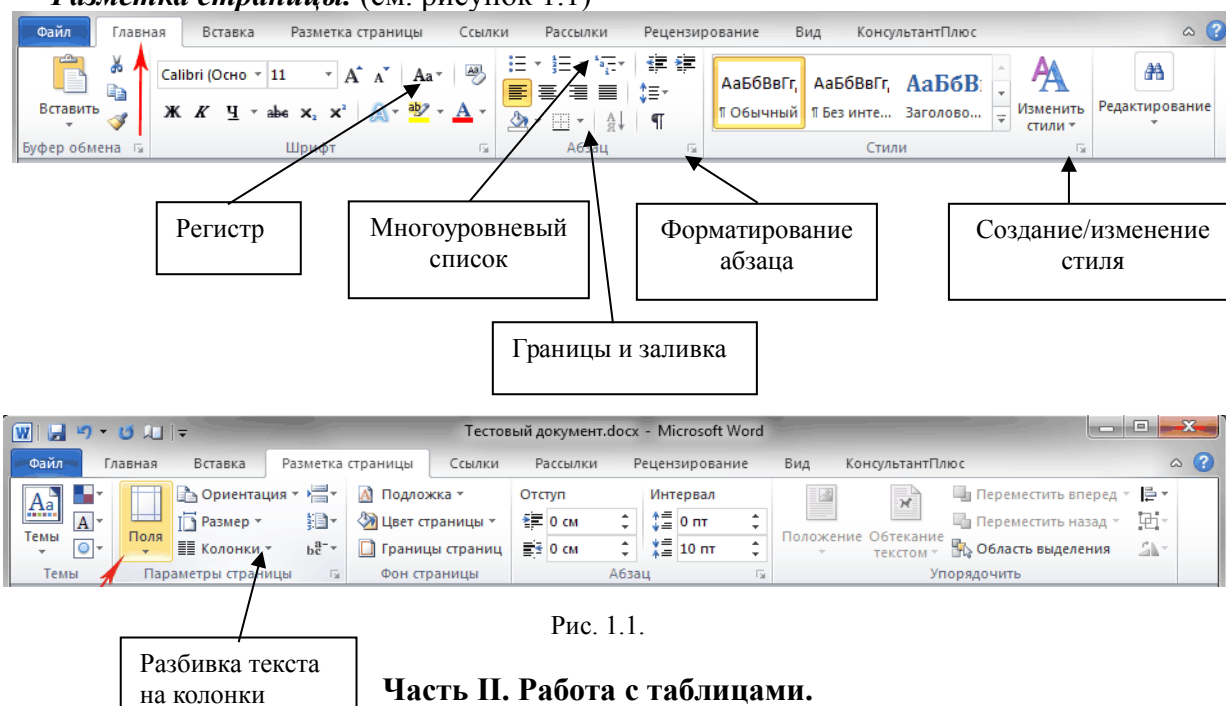 Разметка страницы. (см. рисунок 1.1)
Файл Главная Вставка Разметка страницы Ссылки Рассылки Рецензирование Вид КонсультантПлюс
Calibri (Осно 11 Aa
АаБбВвГг, АаБбВвГг, АаБбВ
Вставить
Ж К Ч abc x₂ x² ab A
¶ Обычный ¶ Без инте... Заголово...
Изменить стили
Редактирование
Буфер обмена Шрифт Абзац Стили
Регистр
Многоуровневый
список
Форматирование
абзаца
Создание/изменение
стиля
Границы и заливка
Тестовый документ.docx - Microsoft Word
Файл Главная Вставка Разметка страницы Ссылки Рассылки Рецензирование Вид КонсультантПлюс
Ориентация Подложка Отступ Интервал Переместить вперед
Темы Поля Размер Цвет страницы 0 см 0 пт Положение Обтекание текстом Переместить назад
Колонки Границы страниц 0 см 10 пт Область выделения
Темы Параметры страницы Фон страницы Абзац Упорядочить
Рис. 1.1.
Разбивка текста
на колонки
Часть II. Работа с таблицами.